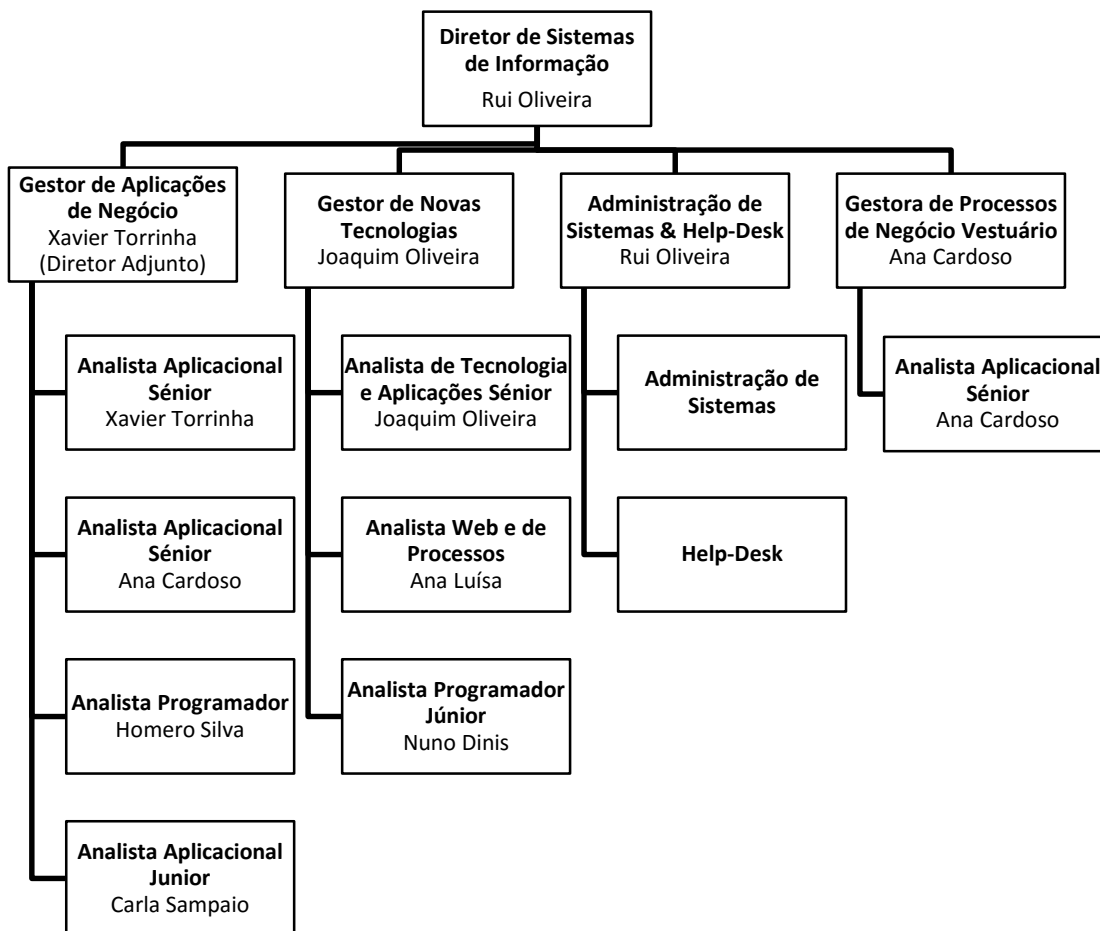 Diretor de Sistemas
de Informação
Rui Oliveira
Gestor de Aplicações
de Negócio
Xavier Torrinha
(Diretor Adjunto)
Gestor de Novas
Tecnologias
Joaquim Oliveira
Administração de
Sistemas & Help-Desk
Rui Oliveira
Gestora de Processos
de Negócio Vestuário
Ana Cardoso
Analista Aplicacional
Sénior
Xavier Torrinha
Analista de Tecnologia
e Aplicações Sénior
Joaquim Oliveira
Administração de
Sistemas
Analista Aplicacional
Sénior
Ana Cardoso
Analista Aplicacional
Sénior
Ana Cardoso
Analista Web e de
Processos
Ana Luísa
Help-Desk
Analista Programador
Homero Silva
Analista Programador
Júnior
Nuno Dinis
Analista Aplicacional
Junior
Carla Sampaio